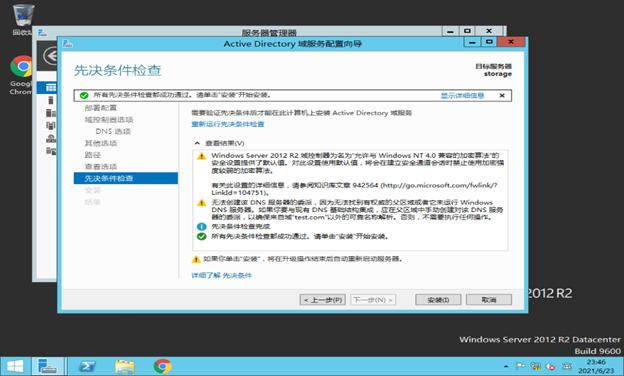 回收站
服务器管理器
Active Directory 域服务配置向导
先决条件检查
目标服务器
storage
所有先决条件检查都成功通过。请单击"安装"开始安装。
显示详细信息
Google
Chrom
部署配置
域控制器选项
DNS 选项
其他选项
路径
查看选项
先决条件检查
安装
结果
需要验证先决条件后才能在此计算机上安装 Active Directory 域服务
重新运行先决条件检查
查看结果(V)
Windows Server 2012 R2 域控制器为名为"允许与 Windows NT 4.0 兼容的加密算法"的
安全设置提供了默认值。对此设置使用默认值，将会在建立安全通道会话时禁止使用加密强
度较弱的加密算法。
有关此设置的详细信息，请参阅知识库文章 942564 (http://go.microsoft.com/fwlink/?
LinkId=104751)。
无法创建该 DNS 服务器的委派，因为无法找到有权威的父区域或者它未运行 Windows
DNS 服务器。如果你要与现有 DNS 基础结构集成，应在父区域中手动创建对该 DNS 服务
器的委派，以确保来自域"test.com"以外的可靠名称解析。否则，不需要执行任何操作。
先决条件检查完成
所有先决条件检查都成功通过。请单击"安装"开始安装。
如果你单击"安装"，将在升级操作结束后自动重新启动服务器。
详细了解 先决条件
< 上一步(P)
下一步(N) >
安装(I)
取消
2012 R2
Windows Server 2012 R2 Datacenter
Build 9600
23:46
2021/6/23